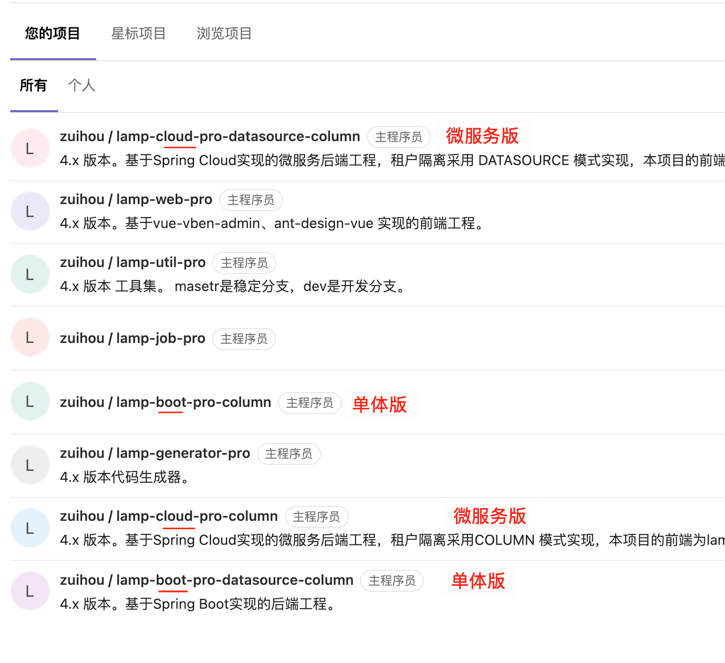 您的项目 星标项目 浏览项目
所有 个人
L zuihou / lamp-cloud-pro-datasource-column 主程序员 微服务版
4.x 版本。基于Spring Cloud实现的微服务后端工程，租户隔离采用 DATASOURCE 模式实现，本项目的前端
L zuihou / lamp-web-pro 主程序员
4.x 版本。基于vue-vben-admin、ant-design-vue 实现的前端工程。
L zuihou / lamp-util-pro 主程序员
4.x 版本 工具集。 masetr是稳定分支，dev是开发分支。
L zuihou / lamp-job-pro 主程序员
L zuihou / lamp-boot-pro-column 主程序员 单体版
L zuihou / lamp-generator-pro 主程序员
4.x 版本代码生成器。
L zuihou / lamp-cloud-pro-column 主程序员 微服务版
4.x 版本。基于Spring Cloud实现的微服务后端工程，租户隔离采用COLUMN 模式实现，本项目的前端为lam
L zuihou / lamp-boot-pro-datasource-column 主程序员 单体版
4.x 版本。基于Spring Boot实现的后端工程。